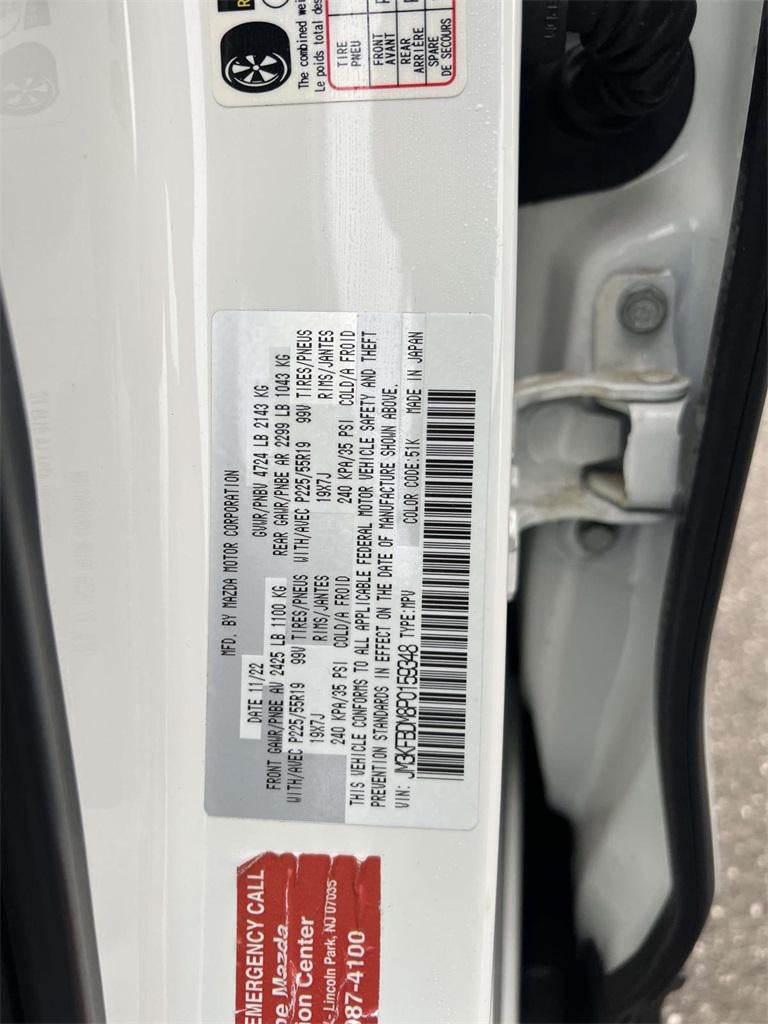 MFD. BY MAZDA MOTOR CORPORATION
DATE 11/22 GVWR/PNBV 4724 LB 2143 KG
FRONT GAWR/PNBE AV 2425 LB 1100 KG REAR GAWR/PNBE AR 2299 LB 1043 KG
WITH/AVEC P225/55R19 99V TIRES/PNEUS WITH/AVEC P225/55R19 99V TIRES/PNEUS
19X7J RIMS/JANTES 19X7J RIMS/JANTES
240 KPA/35 PSI COLD/A FROID 240 KPA/35 PSI COLD/A FROID
THIS VEHICLE CONFORMS TO ALL APPLICABLE FEDERAL MOTOR VEHICLE SAFETY AND THEFT
PREVENTION STANDARDS IN EFFECT ON THE DATE OF MANUFACTURE SHOWN ABOVE.
VIN: JM3KFBDM8P0159348 TYPE:MPV COLOR CODE:51K MADE IN JAPAN
The combined wei
Le poids total des
TIRE
PNEU
FRONT
AVANT
REAR
ARRIÈRE
SPARE
DE SECOURS
EMERGENCY CALL
ne Mazda
ion Center
- Lincoln Park, NJ 07035
987-4100